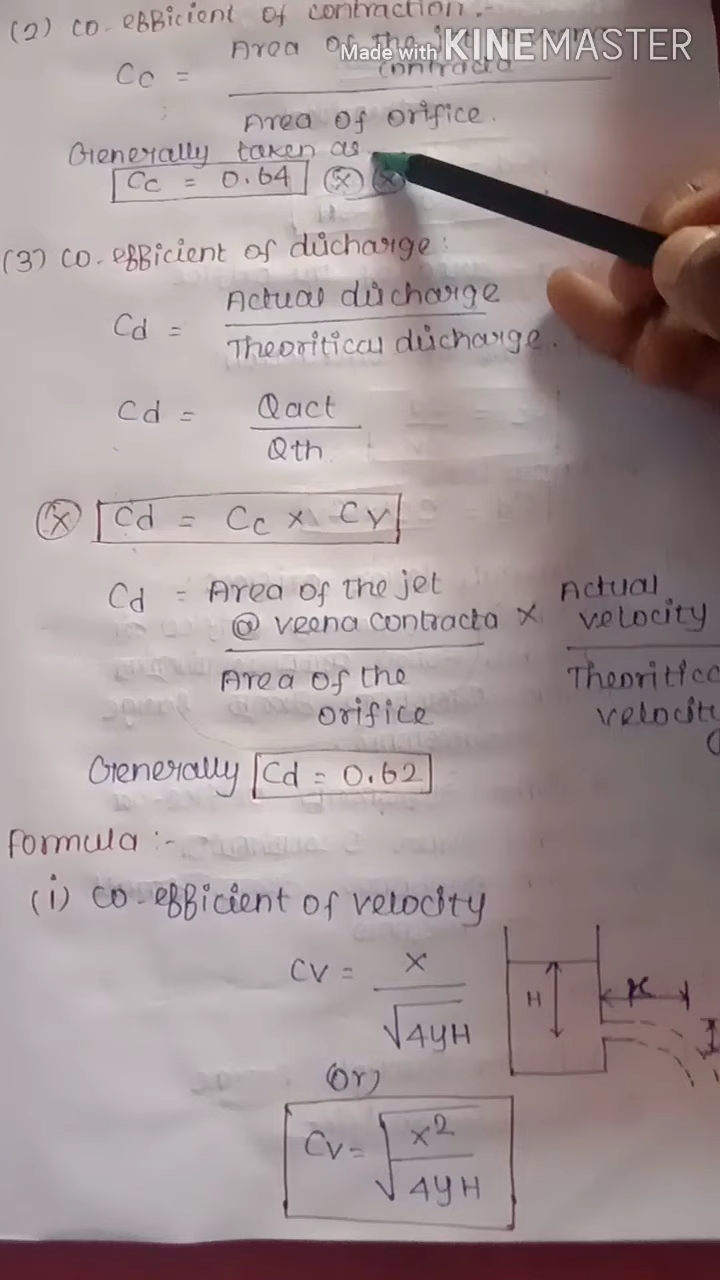 (2) co-efficient of contraction:-
Area of the
Made with KINEMASTER
Cc =
contracta
Area of orifice.
Generally taken as
Cc = 0.64 (x) (x)
(3) co-efficient of discharge:
Cd = Actual discharge
Theoritical discharge.
Cd = Qact
Qth
(x) Cd = Cc x Cv
Cd = Area of the jet
@ veena contracta x Actual velocity
Area of the orifice
Theoritica velocity
Generally Cd = 0.62
Formula :-
(i) co-efficient of velocity
Cv = x
√4yH
(or)
H
x
Cv = √x²
4yH